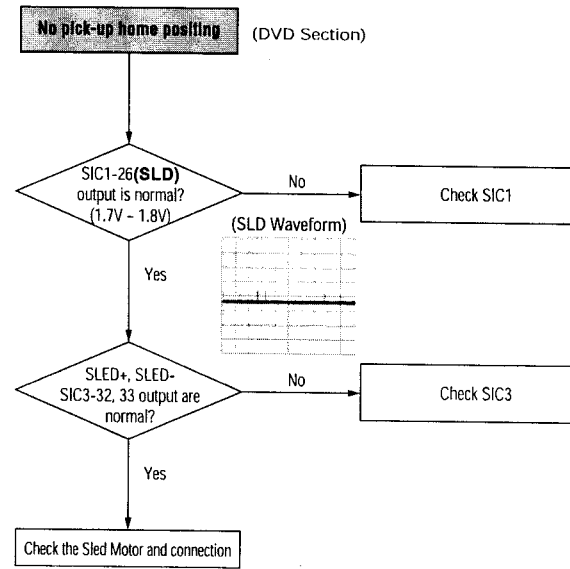 No pick-up home positing
(DVD Section)
SIC1-26(SLD)
output is normal?
(1.7V ~ 1.8V)
No
Check SIC1
(SLD Waveform)
Yes
SLED+, SLED-
SIC3-32, 33 output are
normal?
No
Check SIC3
Yes
Check the Sled Motor and connection